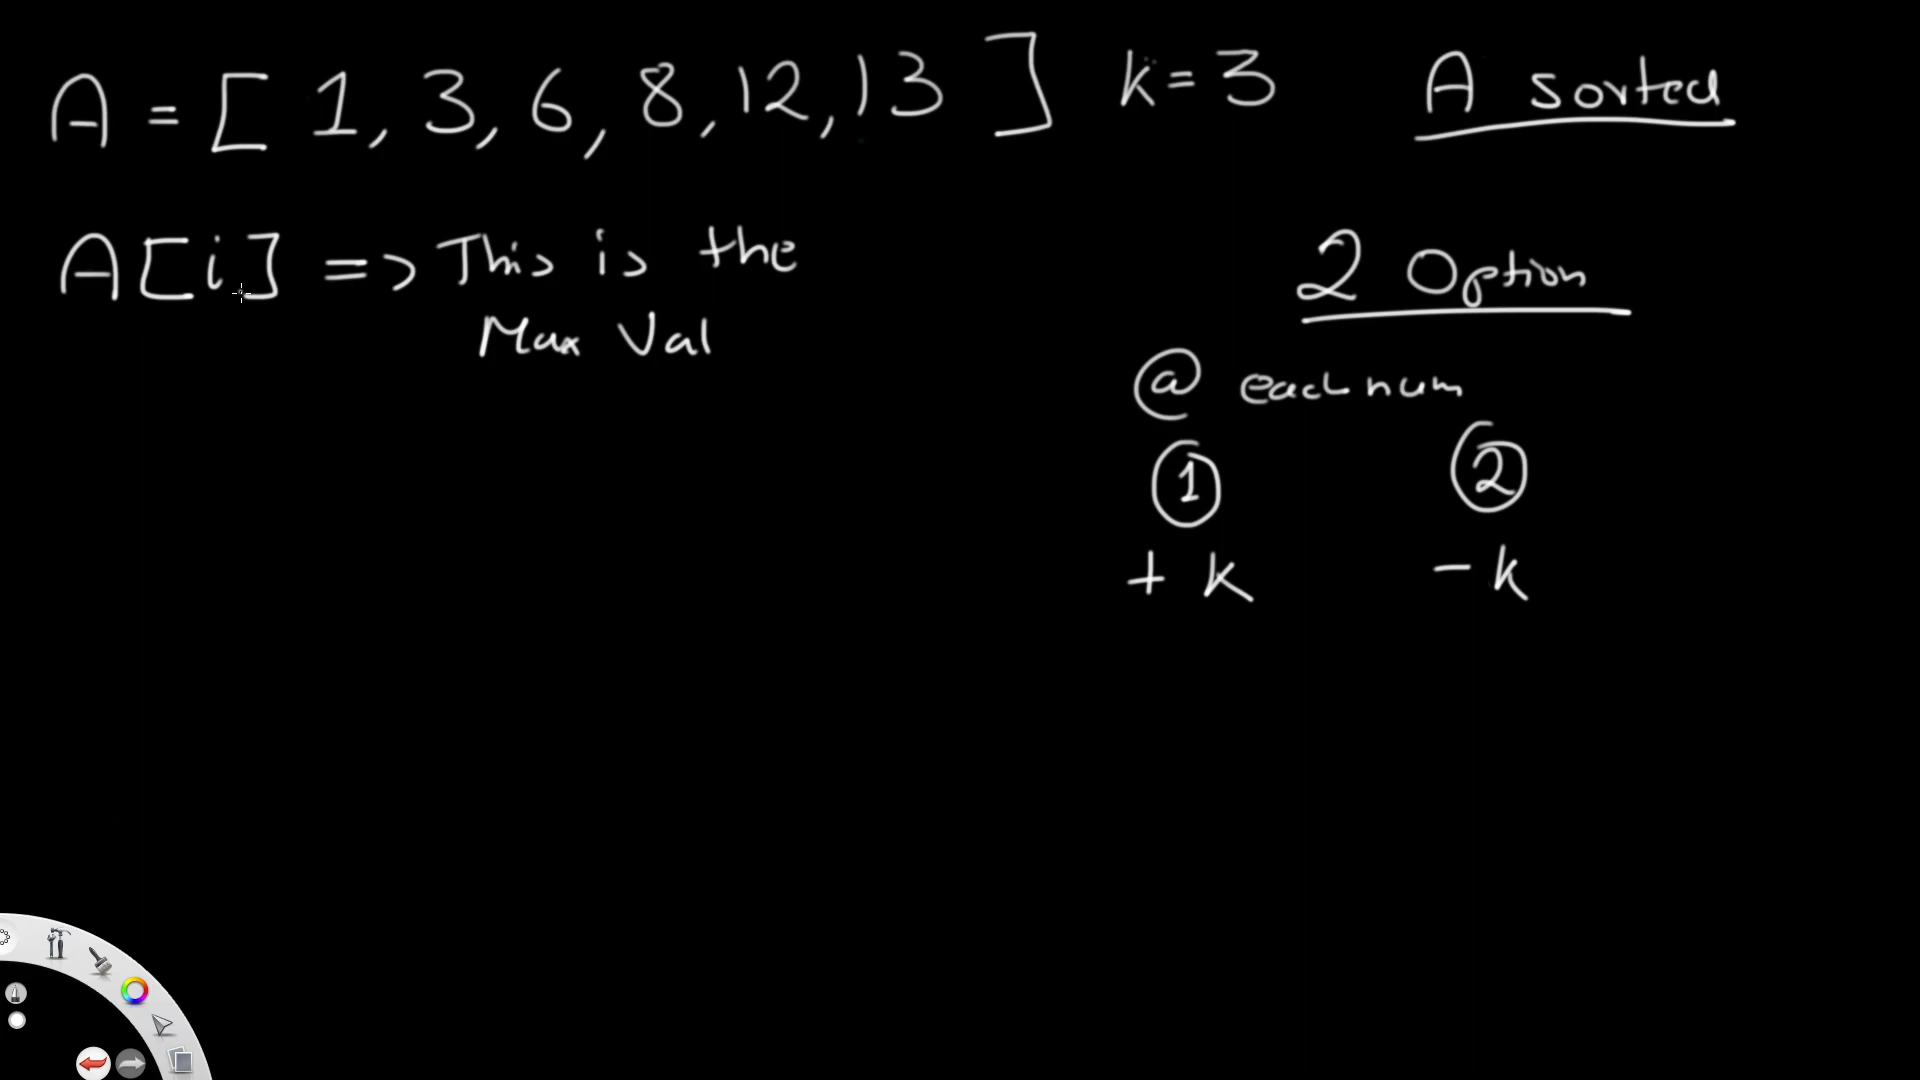 A = [ 1, 3, 6, 8, 12, 13 ] k = 3 A sorted
A[i] => This is the
Max Val
2 Option
@ each num
1 2
+ k - k